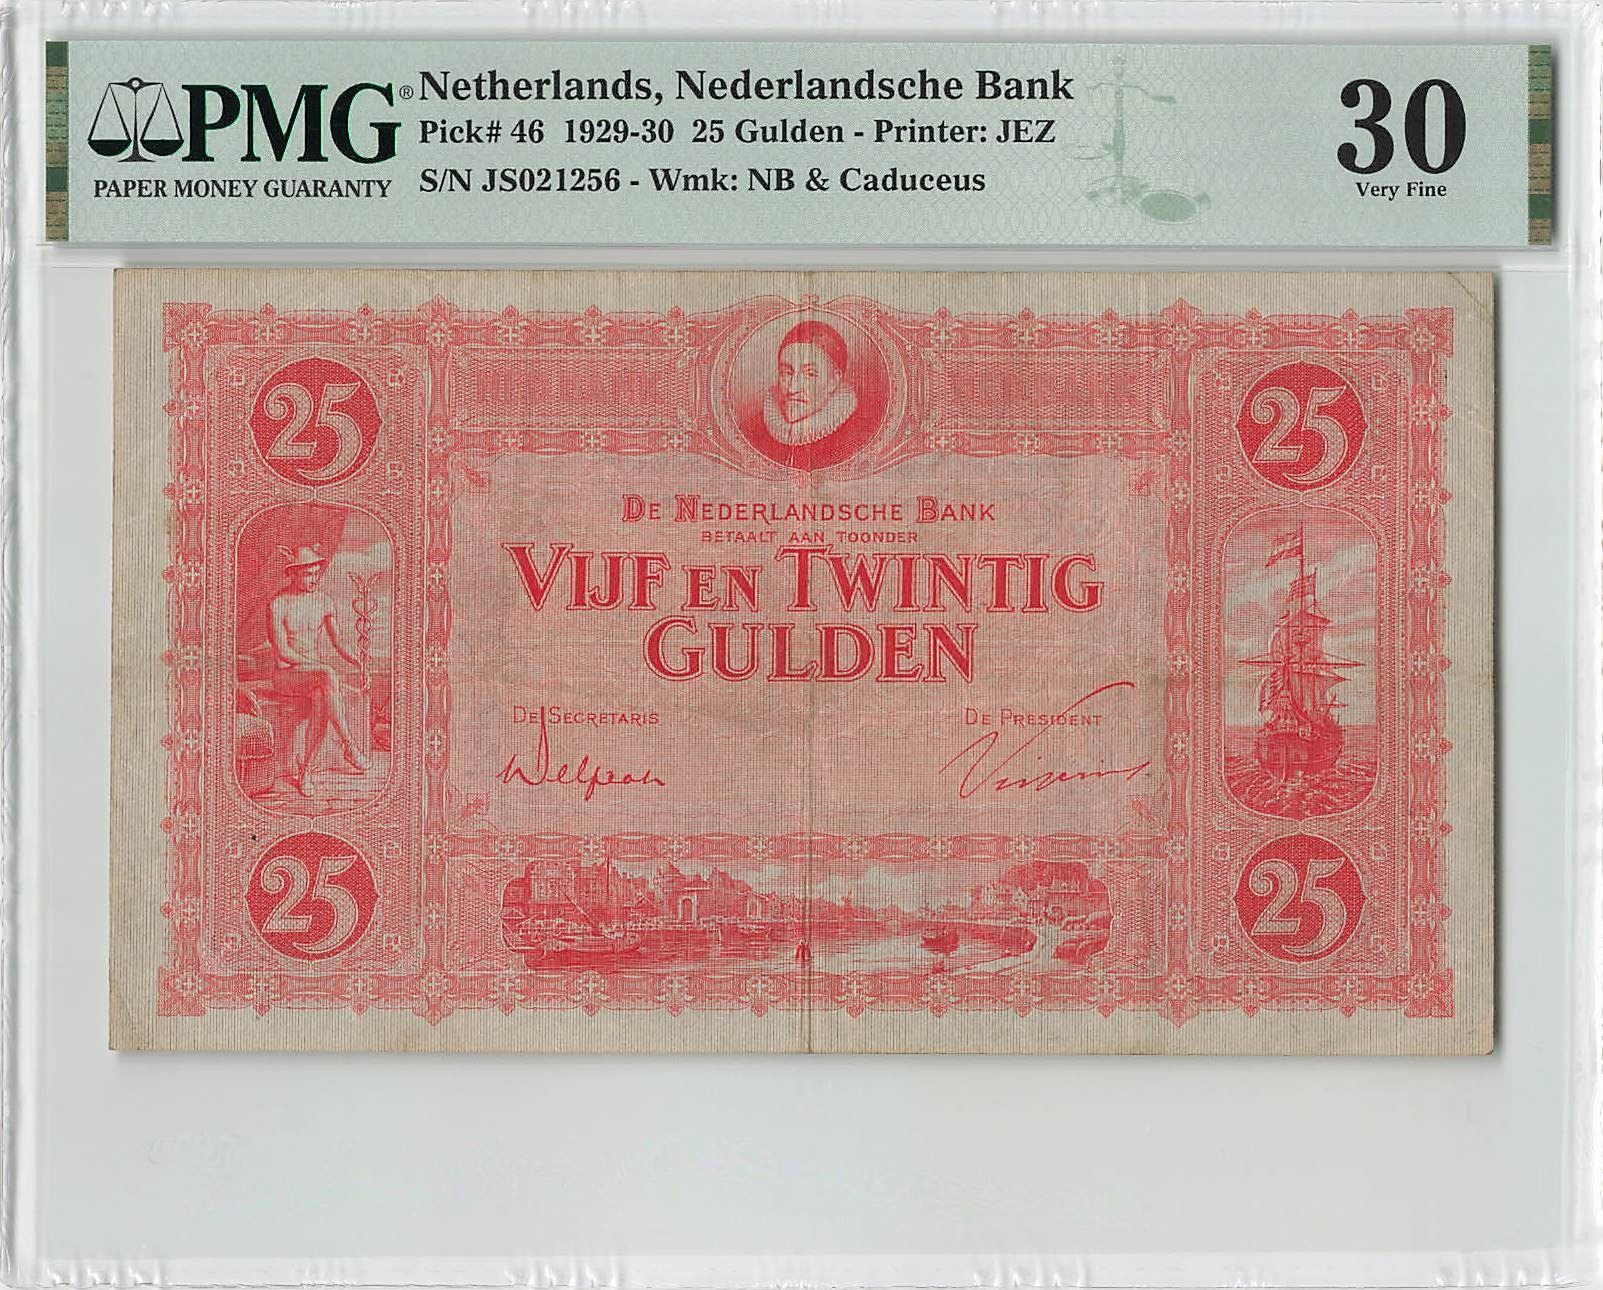 PMG®
PAPER MONEY GUARANTY
Netherlands, Nederlandsche Bank
Pick# 46 1929-30 25 Gulden - Printer: JEZ
S/N JS021256 - Wmk: NB & Caduceus
30
Very Fine
25
25
DE NEDERLANDSCHE BANK
BETAALT AAN TOONDER
VIJF EN TWINTIG
GULDEN
DE SECRETARIS
DE PRESIDENT
25
25